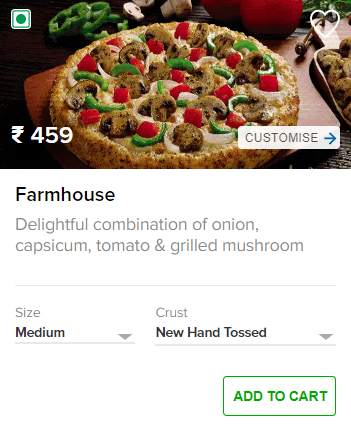 ₹ 459
CUSTOMISE
Farmhouse
Delightful combination of onion,
capsicum, tomato & grilled mushroom
Size
Crust
Medium
New Hand Tossed
ADD TO CART